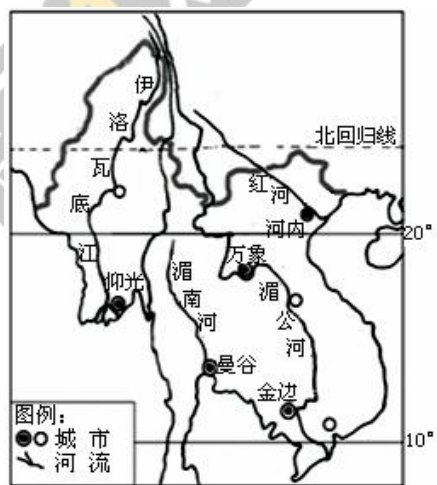 伊洛瓦底江
北回归线
红河
河内
20°
万象
仰光
湄南河
湄公河
曼谷
金边
图例：
城市
10°
河流